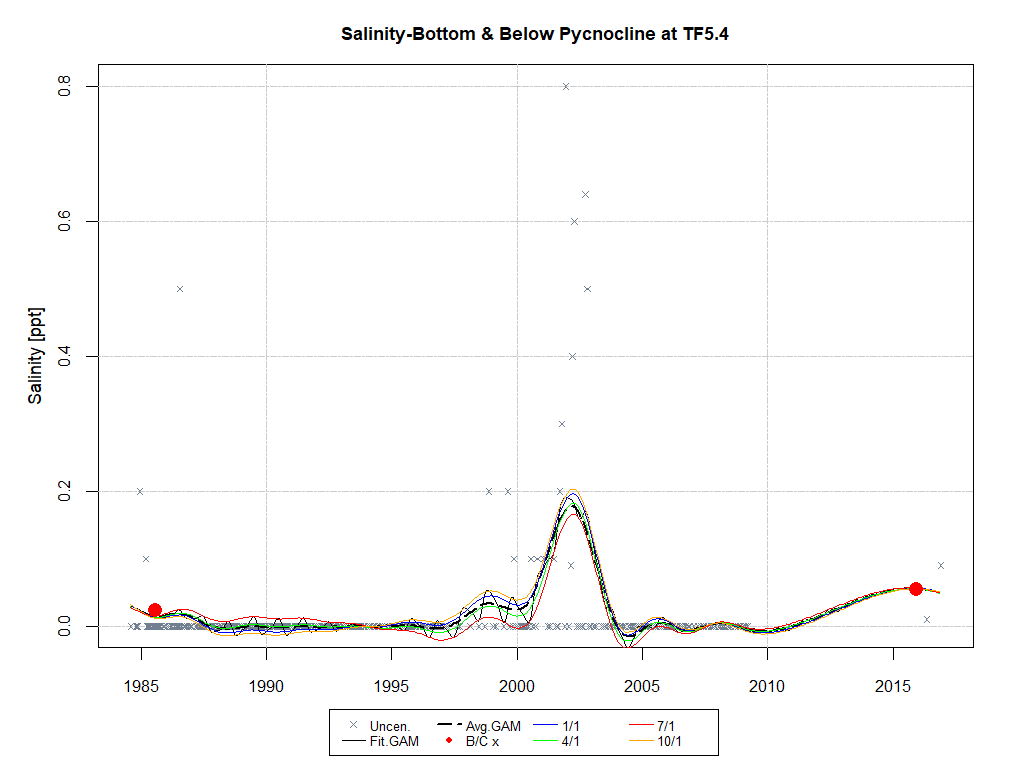 Salinity-Bottom & Below Pycnocline at TF5.4
Salinity [ppt]
0.8
0.6
0.4
0.2
0.0
1985 1990 1995 2000 2005 2010 2015
Uncen. Avg.GAM 1/1 7/1
Fit.GAM B/C x 4/1 10/1